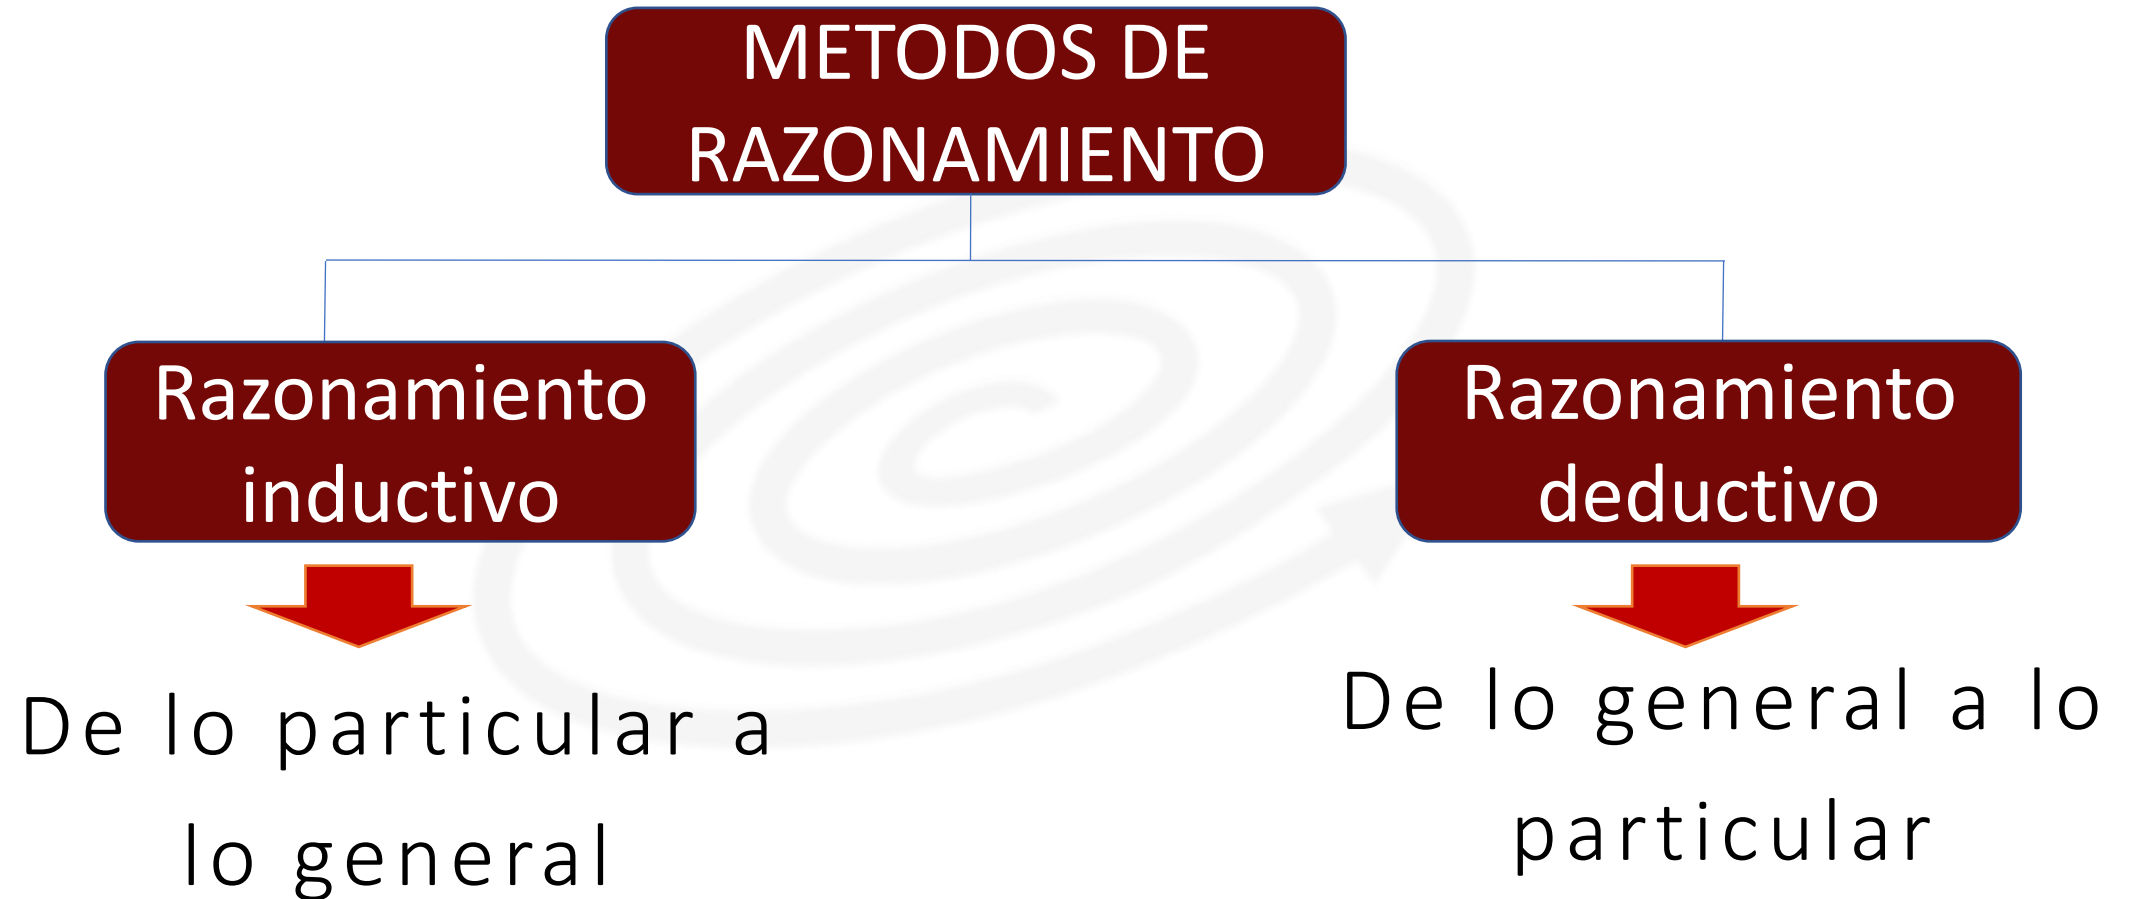 METODOS DE
RAZONAMIENTO
Razonamiento
inductivo
De lo particular a
lo general
Razonamiento
deductivo
De lo general a lo
particular